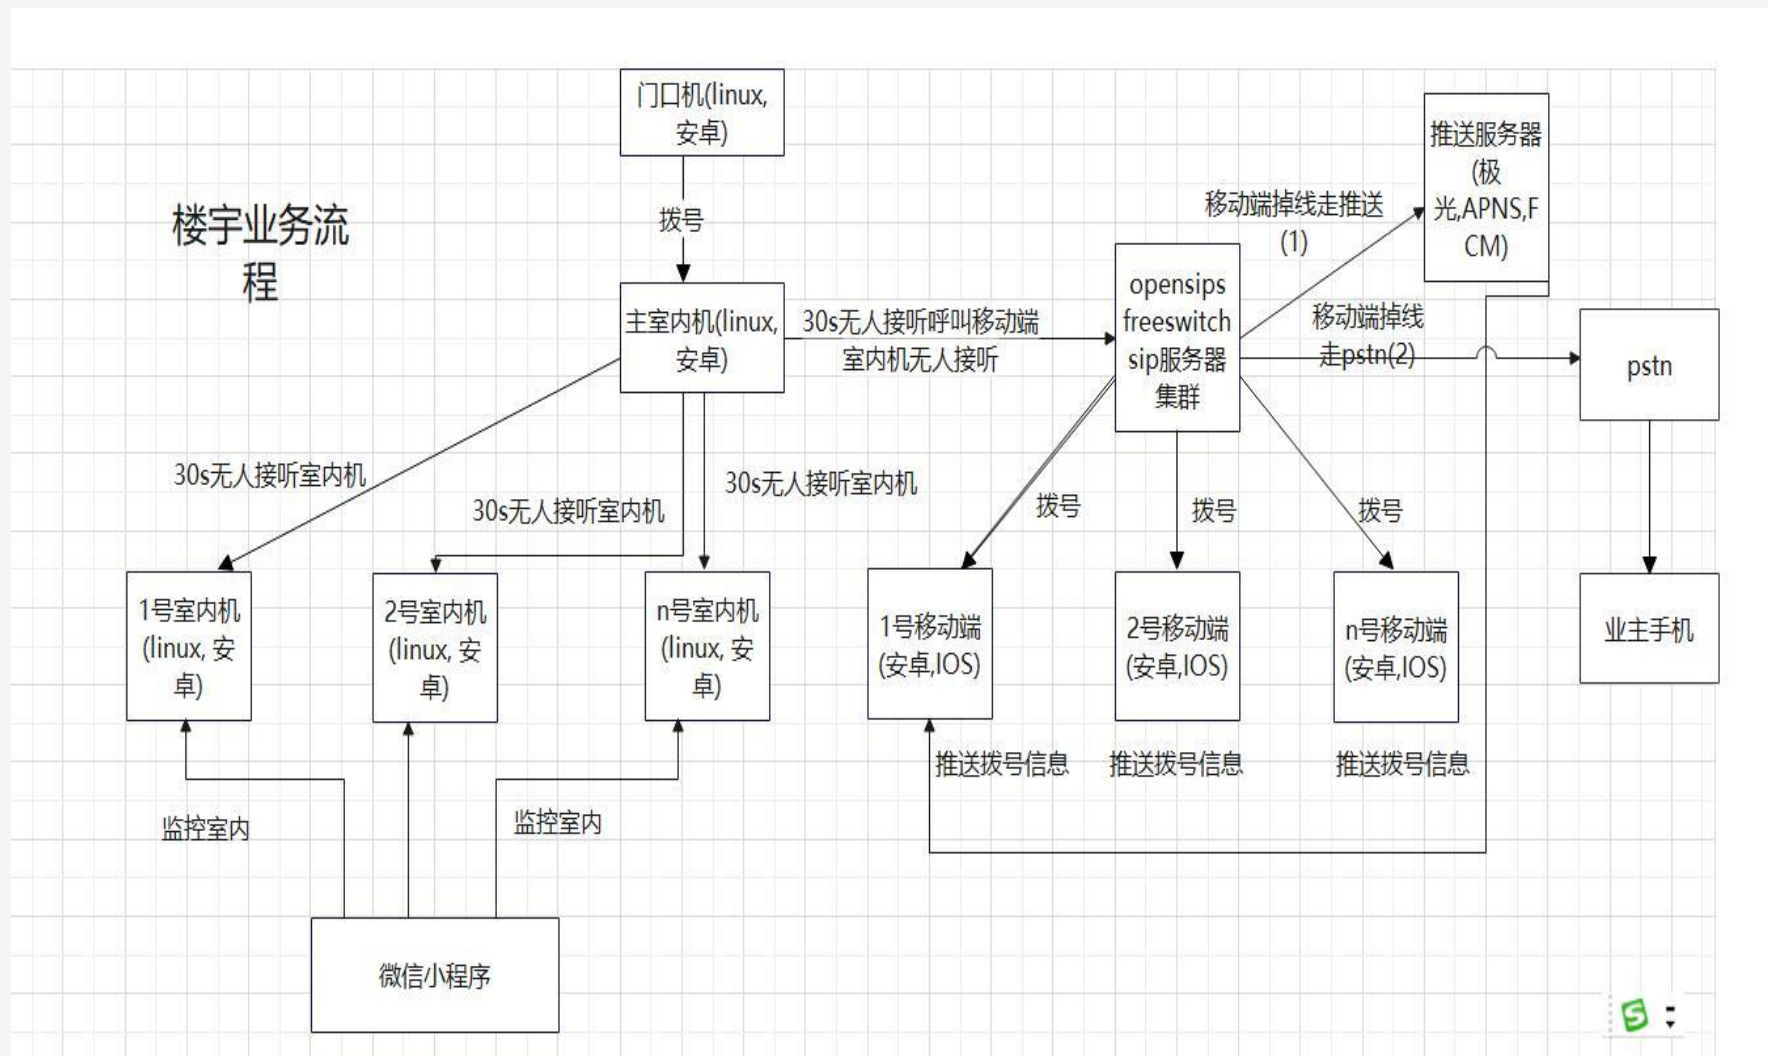 门口机(linux,
安卓)
推送服务器
(极
光,APNS,F
CM)
楼宇业务流
程
拨号
移动端掉线走推送
(1)
opensips
freeswitch
sip服务器
集群
主室内机(linux,
安卓)
30s无人接听呼叫移动端
室内机无人接听
移动端掉线
走pstn(2)
pstn
30s无人接听室内机
30s无人接听室内机
30s无人接听室内机
拨号
拨号
拨号
1号室内机
(linux, 安
卓)
2号室内机
(linux, 安
卓)
n号室内机
(linux, 安
卓)
1号移动端
(安卓,IOS)
2号移动端
(安卓,IOS)
n号移动端
(安卓,IOS)
业主手机
推送拨号信息
推送拨号信息
推送拨号信息
监控室内
监控室内
微信小程序
S